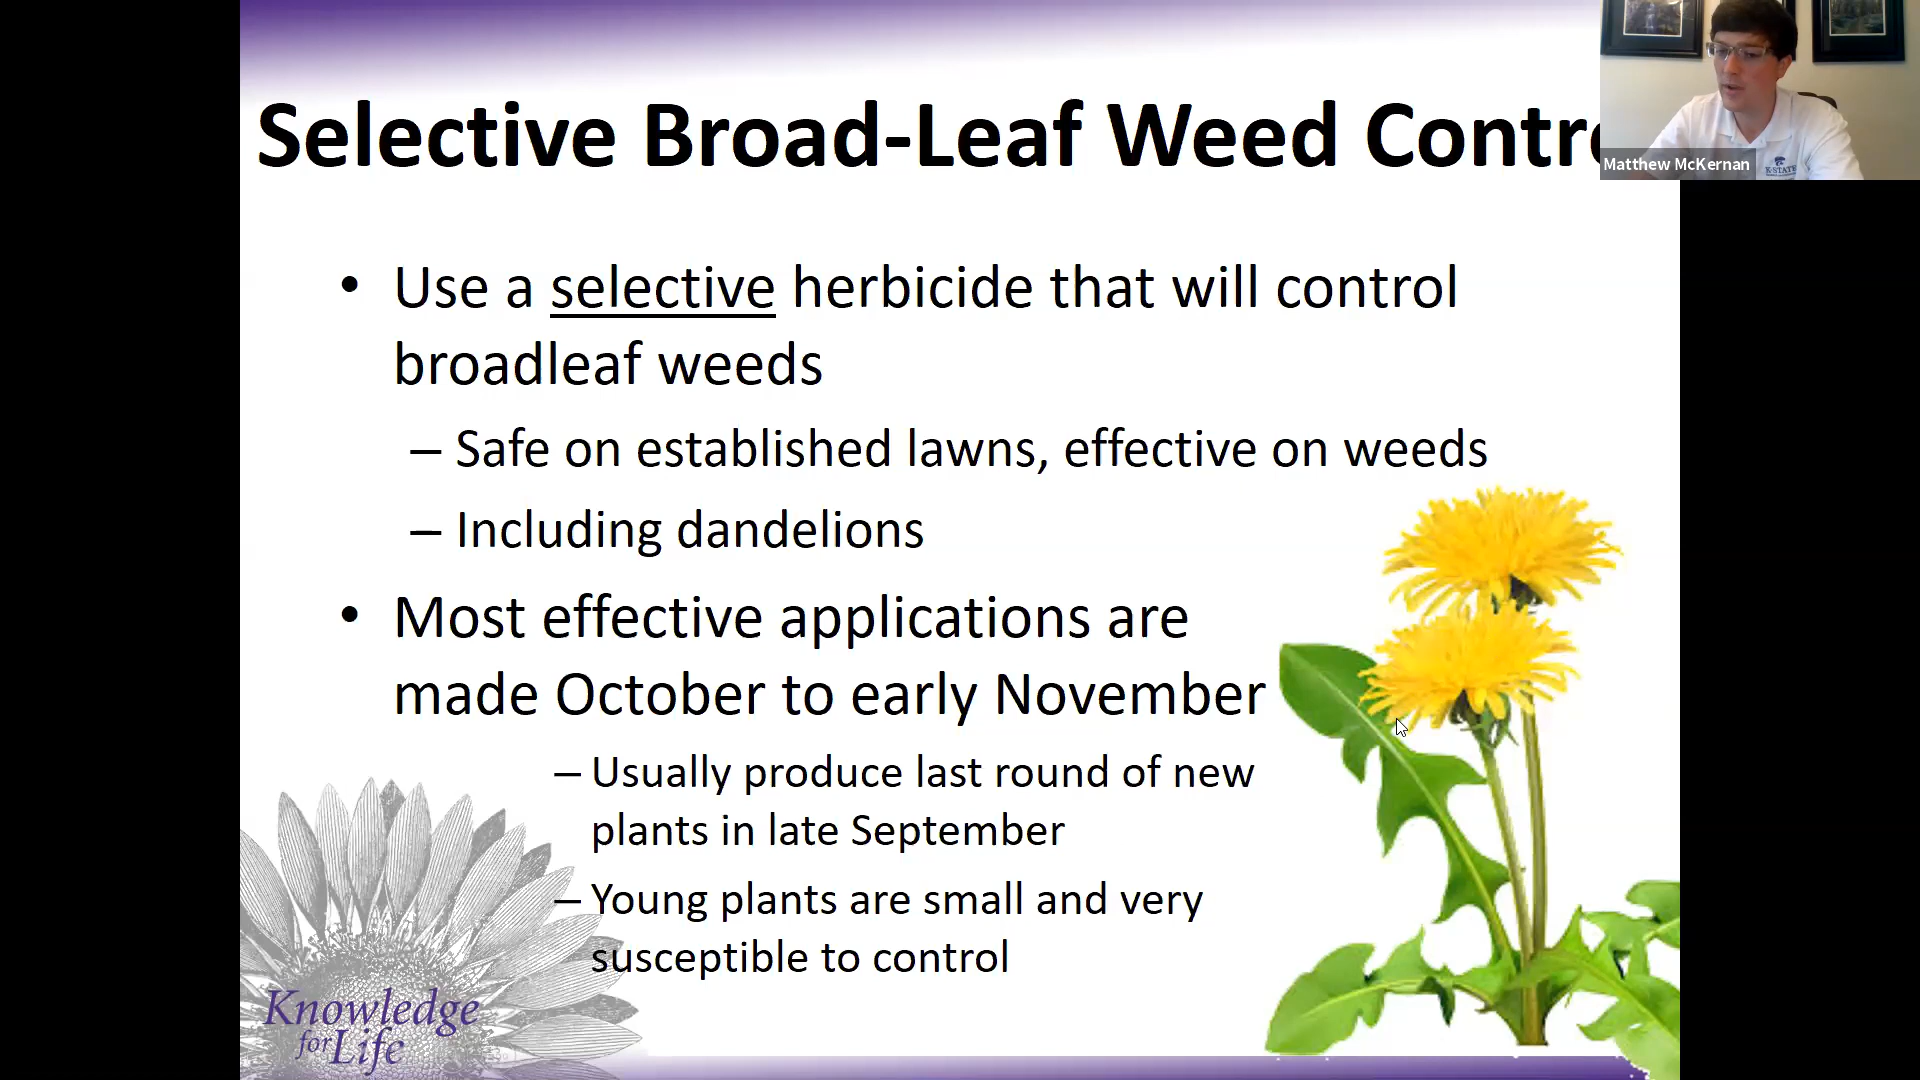 Selective Broad-Leaf Weed Contr
Matthew McKernan
K-STATE
• Use a selective herbicide that will control
broadleaf weeds
– Safe on established lawns, effective on weeds
– Including dandelions
• Most effective applications are
made October to early November
– Usually produce last round of new
plants in late September
– Young plants are small and very
susceptible to control
Knowledge
for Life